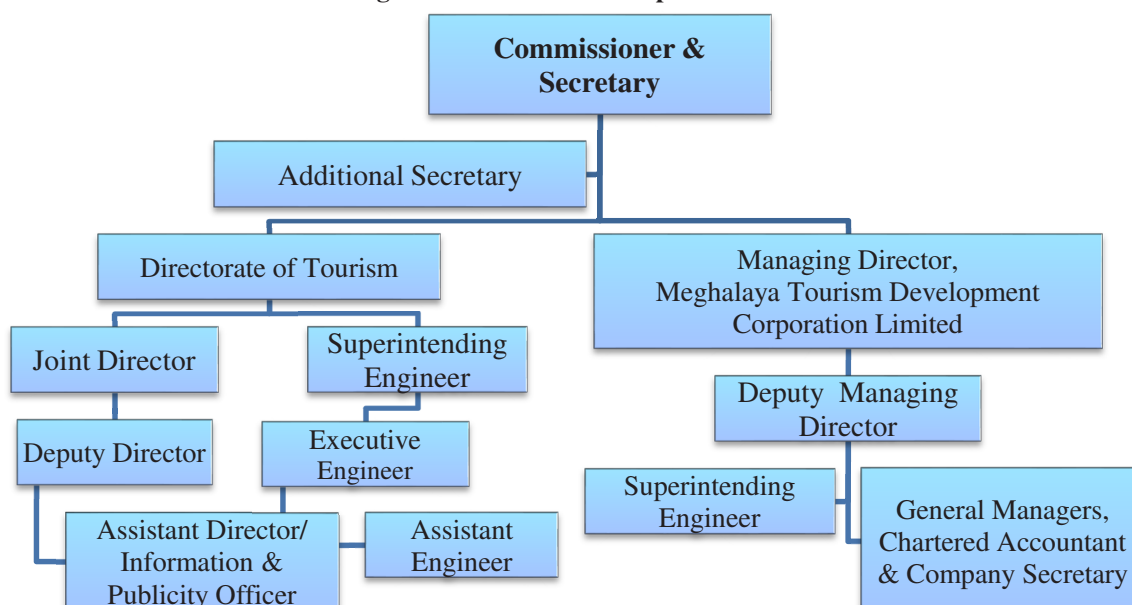 Commissioner &
Secretary
Additional Secretary
Directorate of Tourism
Managing Director,
Meghalaya Tourism Development
Corporation Limited
Joint Director
Superintending
Engineer
Deputy Managing
Director
Deputy Director
Executive
Engineer
Superintending
Engineer
General Managers,
Chartered Accountant
& Company Secretary
Assistant Director/
Information &
Publicity Officer
Assistant
Engineer